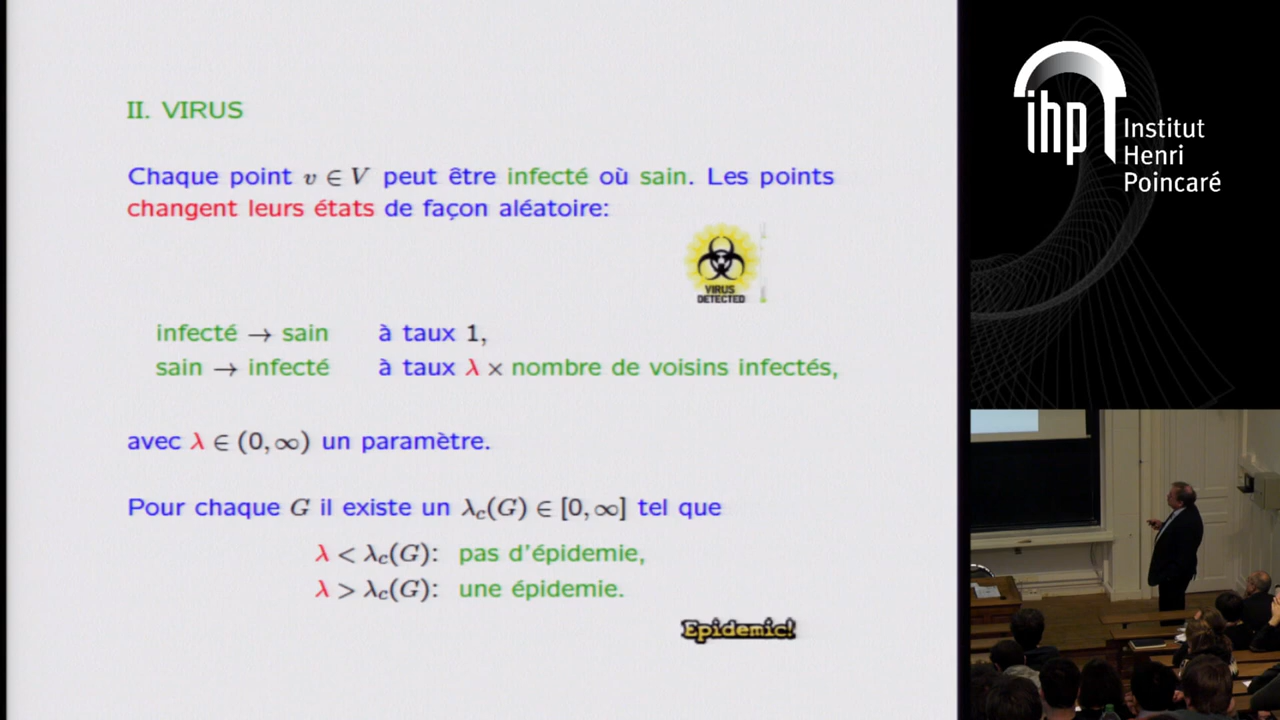 II. VIRUS
Chaque point v ∈ V peut être infecté où sain. Les points
changent leurs états de façon aléatoire:
VIRUS
DETECTED
infecté → sain à taux 1,
sain → infecté à taux λ × nombre de voisins infectés,
avec λ ∈ (0, ∞) un paramètre.
Pour chaque G il existe un λc(G) ∈ [0, ∞] tel que
λ < λc(G): pas d'épidemie,
λ > λc(G): une épidemie.
Epidemic!
ihp
Institut
Henri
Poincaré